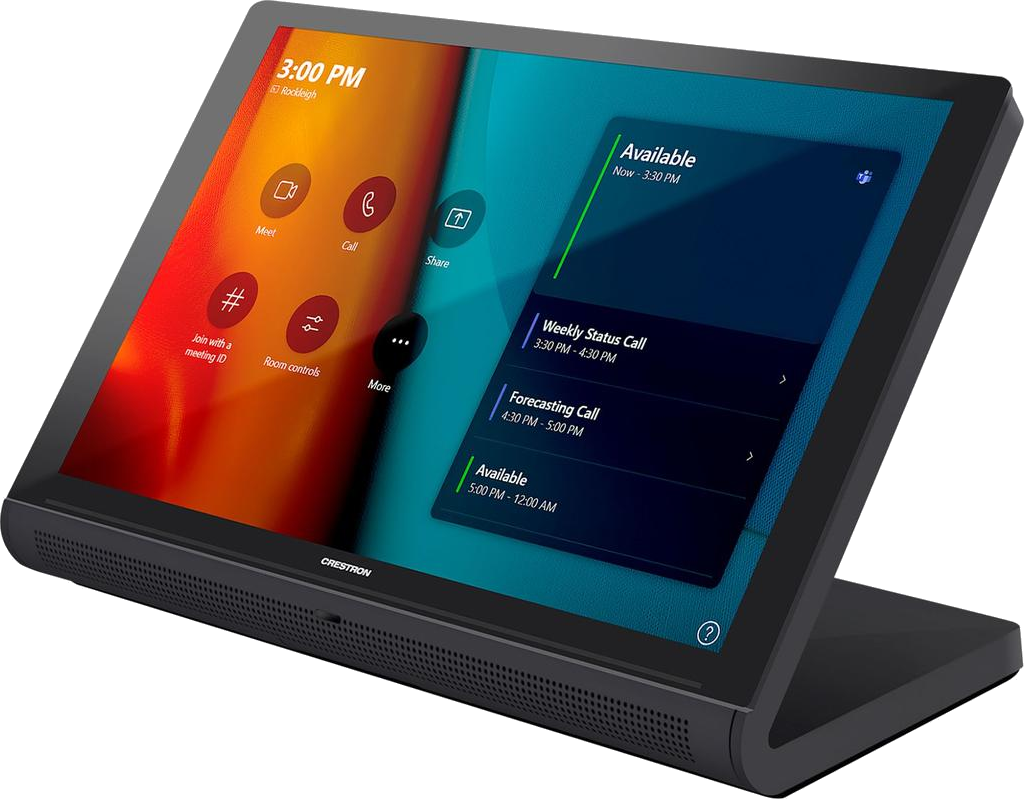 3:00 PM
Rockleigh
Meet
Call
Share
Join with a
meeting ID
Room controls
More
Available
Now - 3:30 PM
Weekly Status Call
3:30 PM - 4:30 PM
Forecasting Call
4:30 PM - 5:00 PM
Available
5:00 PM - 12:00 AM
?
CRESTRON